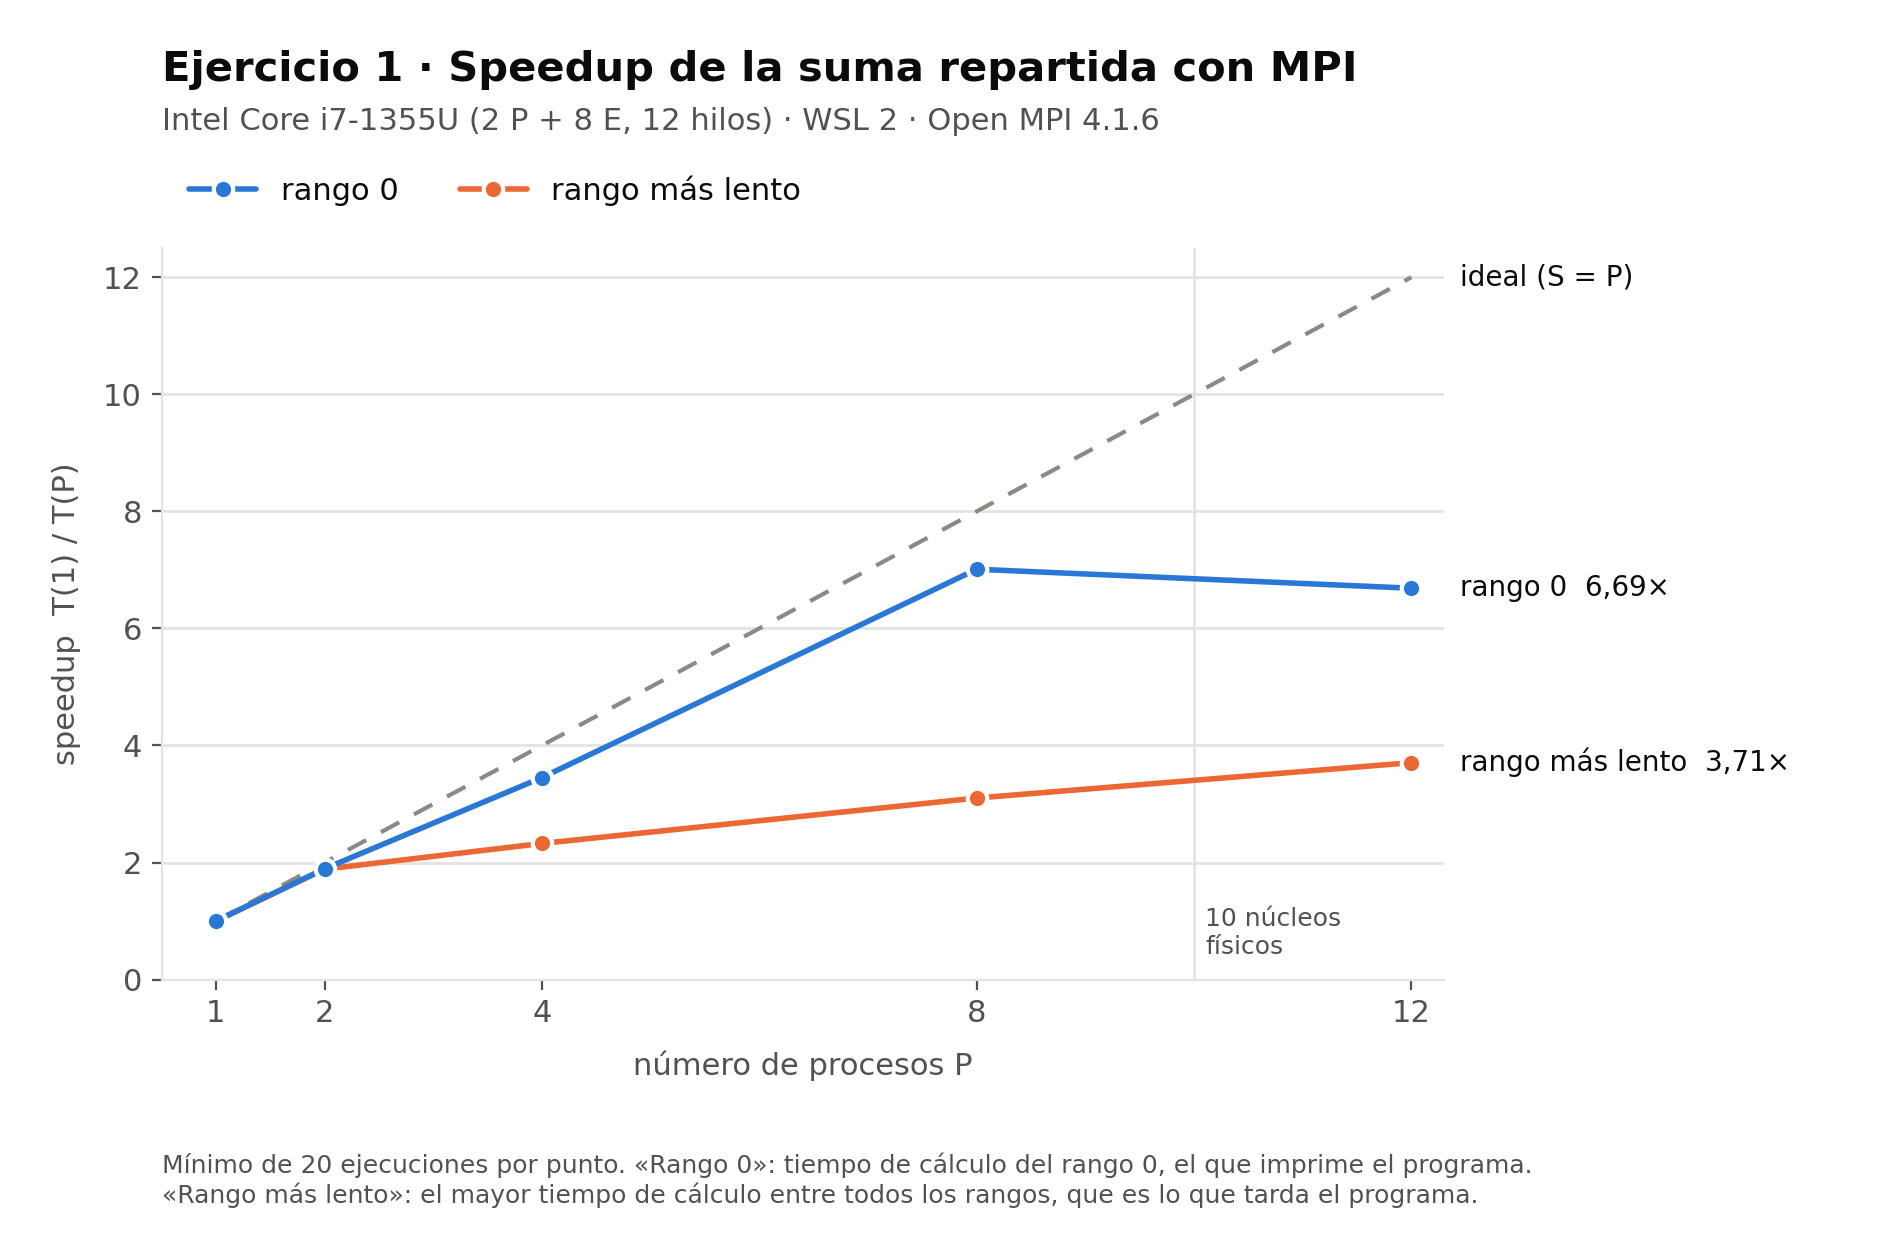 Ejercicio 1 · Speedup de la suma repartida con MPI
Intel Core i7-1355U (2 P + 8 E, 12 hilos) · WSL 2 · Open MPI 4.1.6
rango 0
rango más lento
speedup T(1) / T(P)
12
10
8
6
4
2
0
ideal (S = P)
rango 0 6,69×
rango más lento 3,71×
10 núcleos
físicos
1 2 4 8 12
número de procesos P
Mínimo de 20 ejecuciones por punto. «Rango 0»: tiempo de cálculo del rango 0, el que imprime el programa.
«Rango más lento»: el mayor tiempo de cálculo entre todos los rangos, que es lo que tarda el programa.